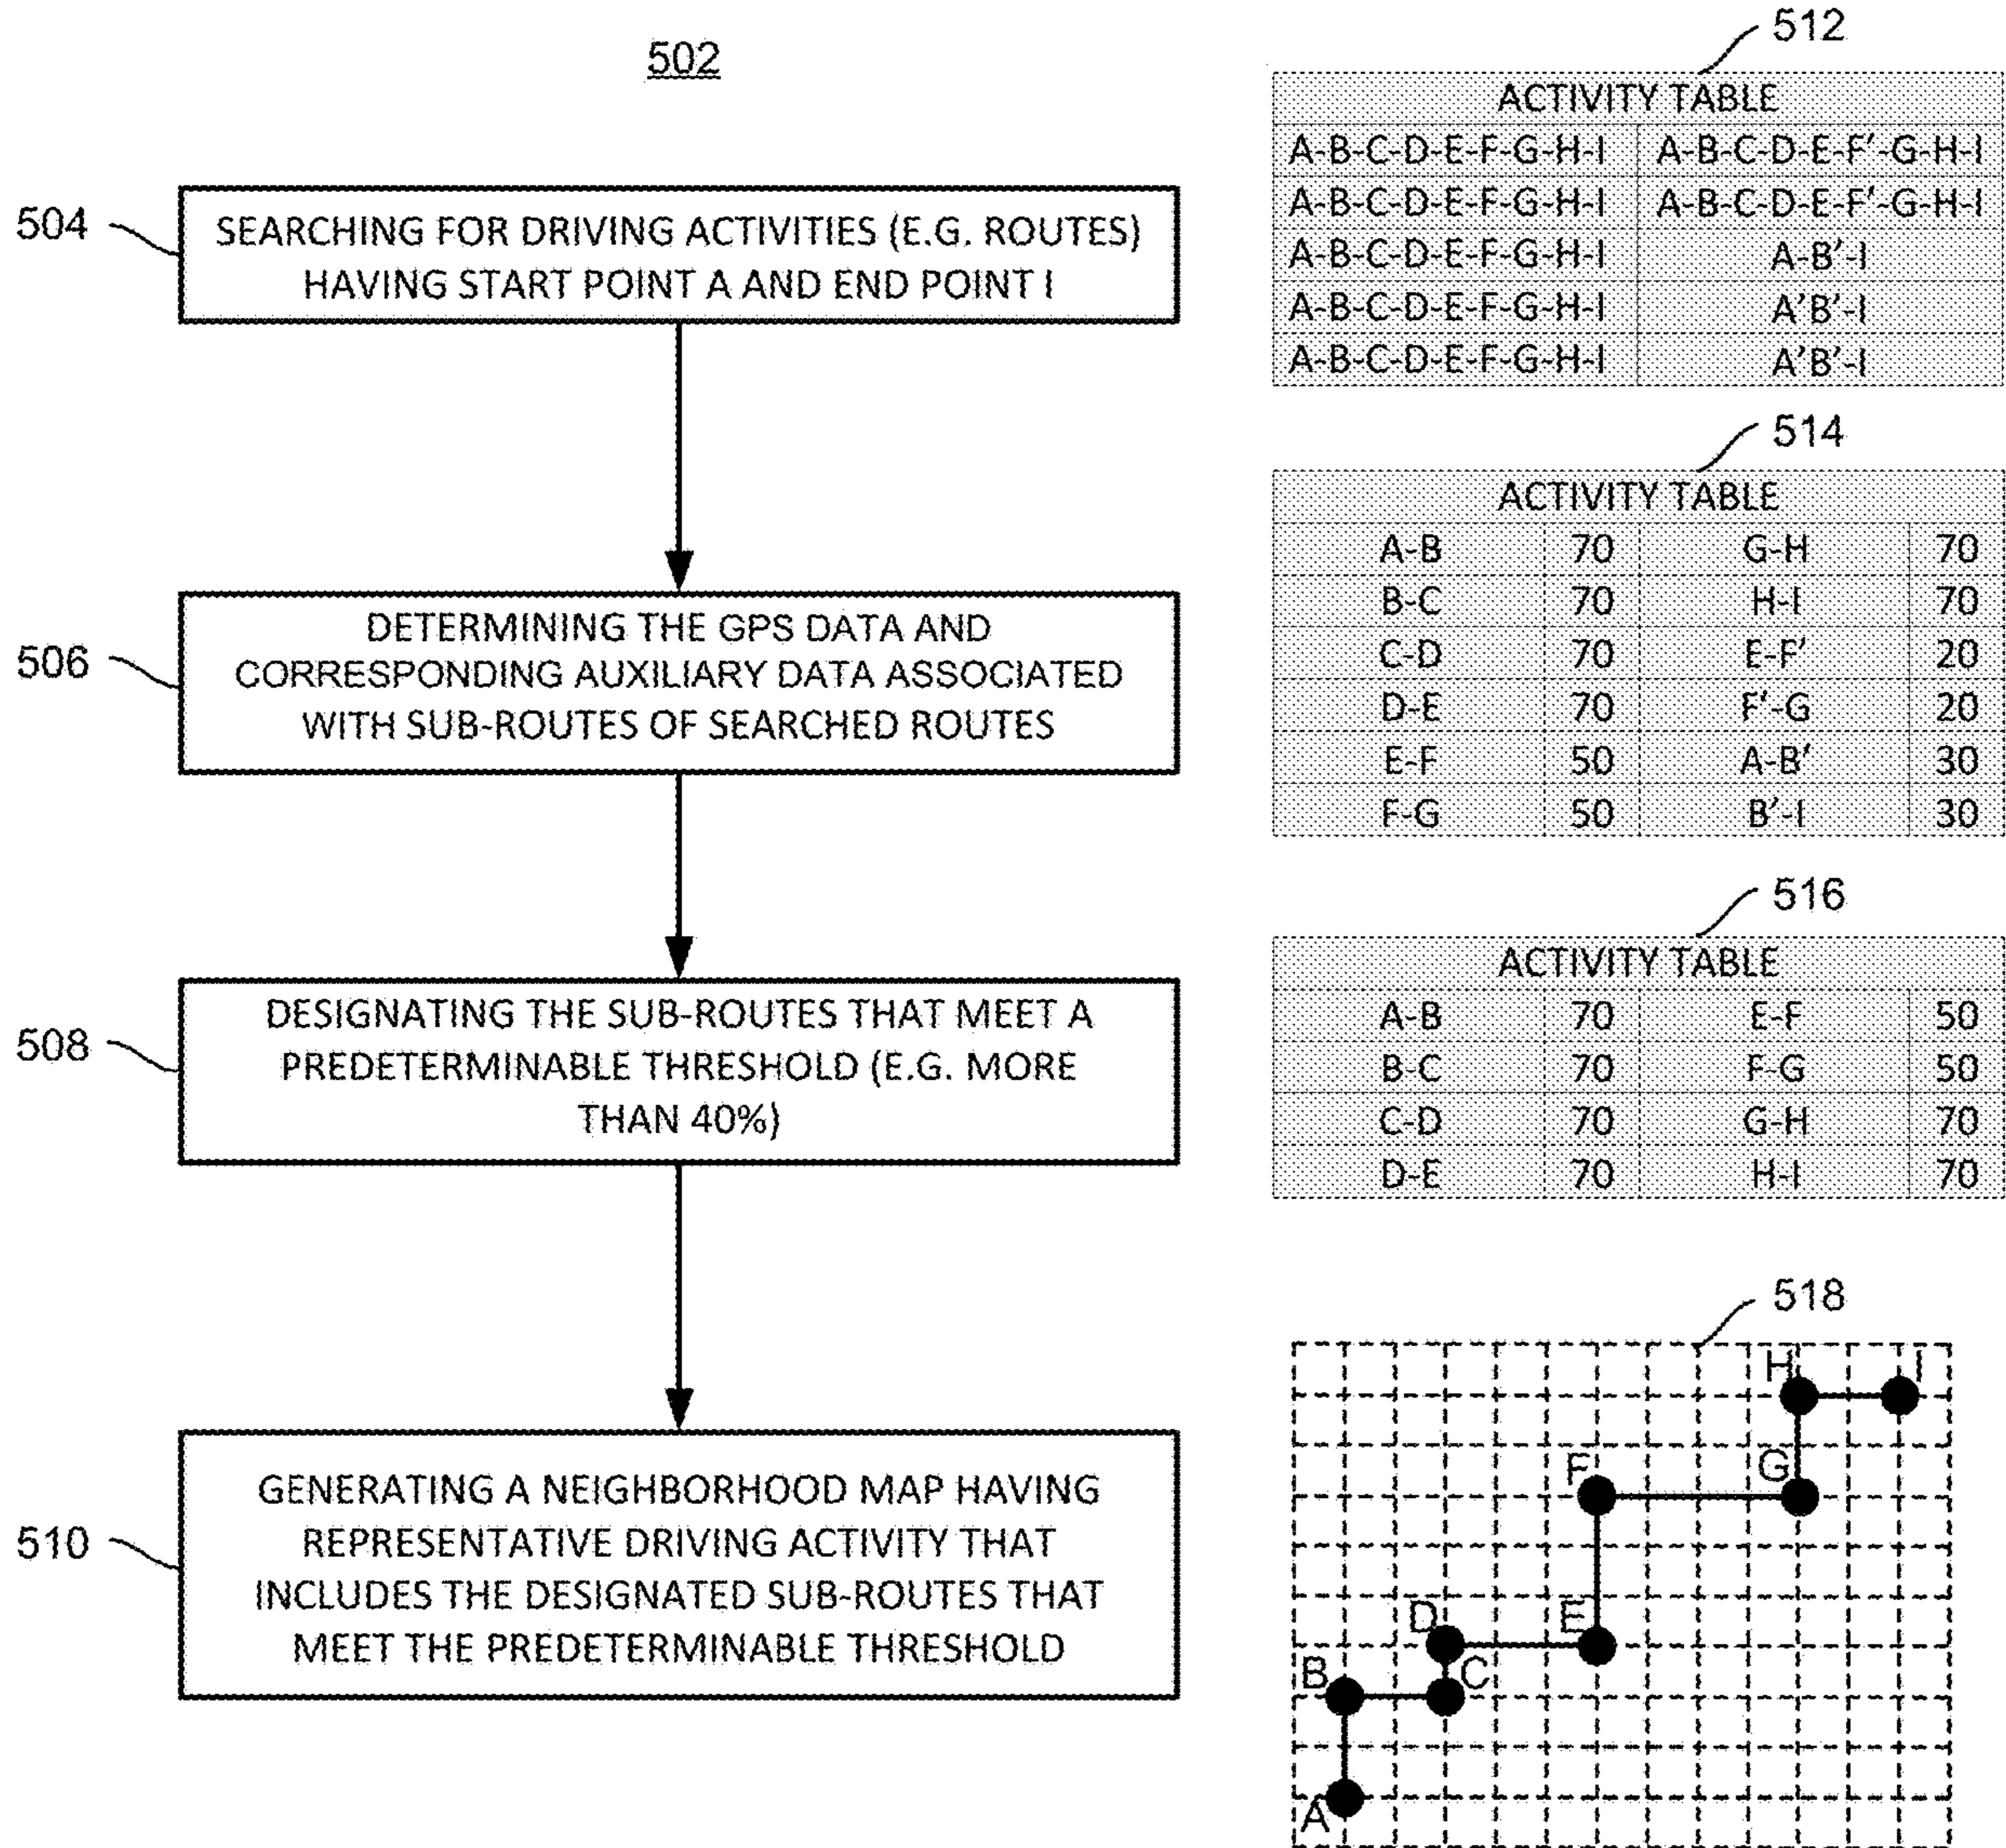 502
504
SEARCHING FOR DRIVING ACTIVITIES (E.G. ROUTES)
HAVING START POINT A AND END POINT I
506
DETERMINING THE GPS DATA AND
CORRESPONDING AUXILIARY DATA ASSOCIATED
WITH SUB-ROUTES OF SEARCHED ROUTES
508
DESIGNATING THE SUB-ROUTES THAT MEET A
PREDETERMINABLE THRESHOLD (E.G. MORE
THAN 40%)
510
GENERATING A NEIGHBORHOOD MAP HAVING
REPRESENTATIVE DRIVING ACTIVITY THAT
INCLUDES THE DESIGNATED SUB-ROUTES THAT
MEET THE PREDETERMINABLE THRESHOLD
512
ACTIVITY TABLE
A-B-C-D-E-F-G-H-I A-B-C-D-E-F'-G-H-I
A-B-C-D-E-F-G-H-I A-B-C-D-E-F'-G-H-I
A-B-C-D-E-F-G-H-I A-B'-I
A-B-C-D-E-F-G-H-I A'B'-I
A-B-C-D-E-F-G-H-I A'B'-I
514
ACTIVITY TABLE
A-B 70 G-H 70
B-C 70 H-I 70
C-D 70 E-F' 20
D-E 70 F'-G 20
E-F 50 A-B' 30
F-G 50 B'-I 30
516
ACTIVITY TABLE
A-B 70 E-F 50
B-C 70 F-G 50
C-D 70 G-H 70
D-E 70 H-I 70
518
H I
F G
D E
B C
A